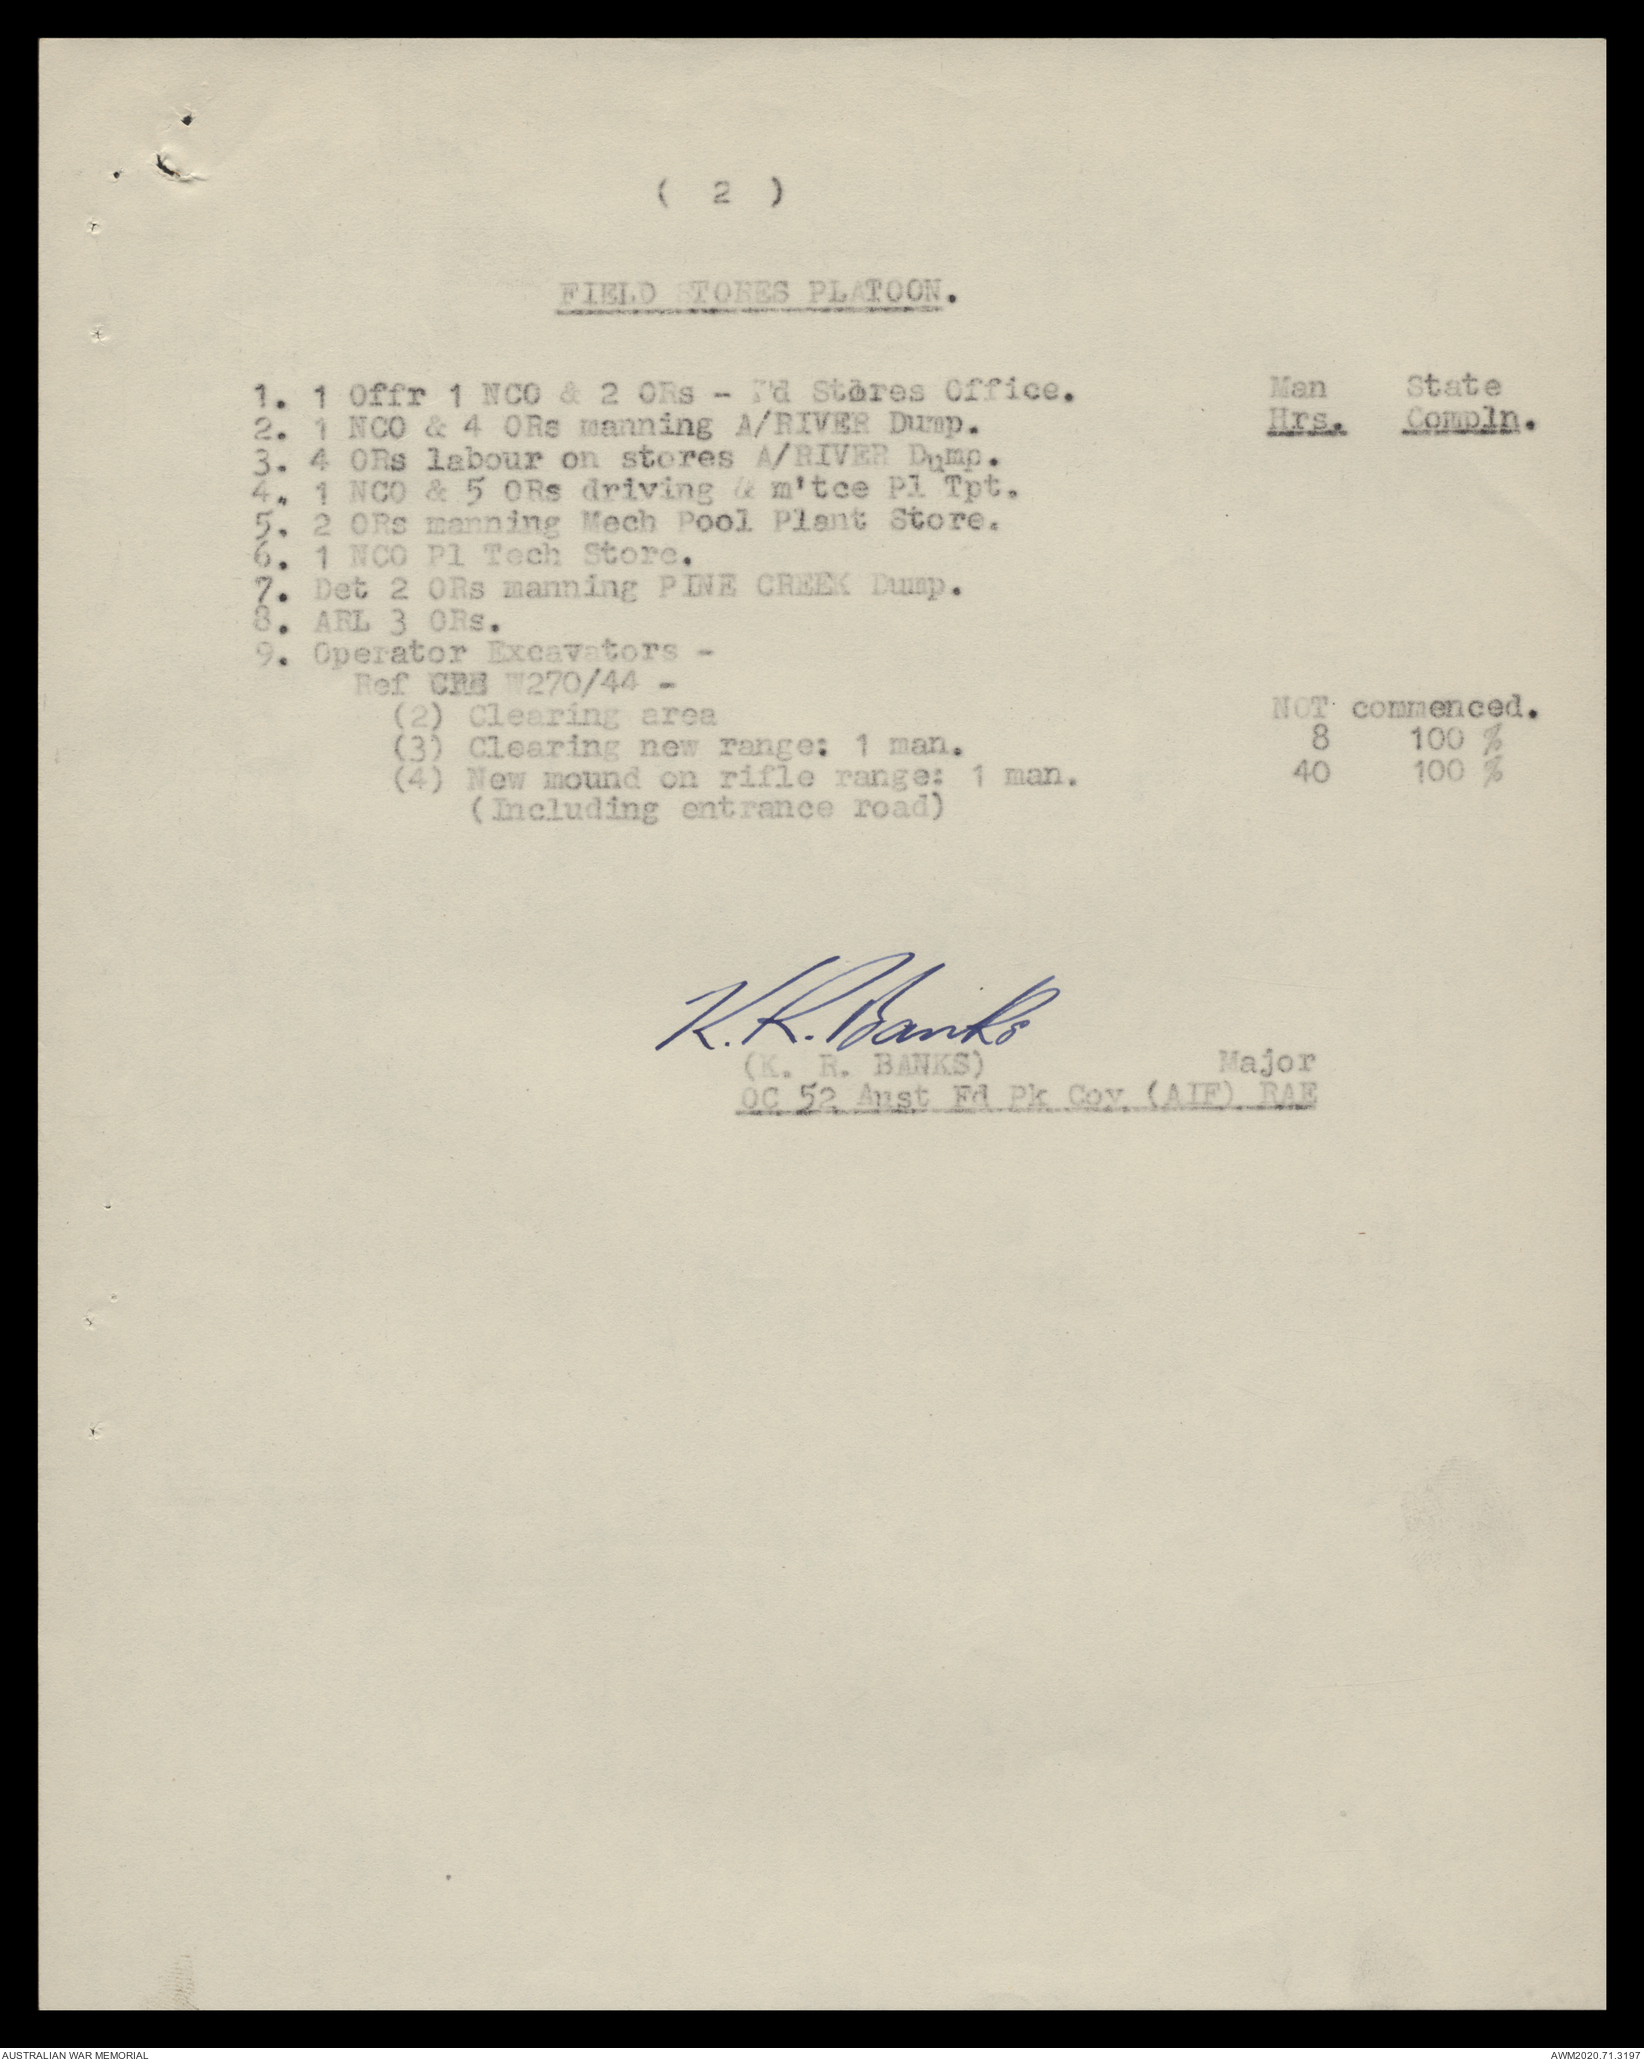 ( 2 )
FIELD STORES PLATOON.
1. 1 Offr 1 NCO & 2 ORs - F'd Stores Office. Man State
2. 1 NCO & 4 ORs manning A/RIVER Dump. Hrs. Compln.
3. 4 ORs labour on stores A/RIVER Dump.
4. 1 NCO & 5 ORs driving & m'tce Pl Tpt.
5. 2 ORs manning Mech Pool Plant Store.
6. 1 NCO Pl Tech Store.
7. Det 2 ORs manning PINE CREEK Dump.
8. ARL 3 ORs.
9. Operator Excavators -
Ref CRE W270/44 -
(2) Clearing area NOT commenced.
(3) Clearing new range: 1 man. 8 100 %
(4) New mound on rifle range: 1 man. 40 100 %
(Including entrance road)
K. R. Banks
(K. R. BANKS) Major
OC 52 Aust Fd Pk Coy (AIF) RAE
AUSTRALIAN WAR MEMORIAL AWM2020.71.3197